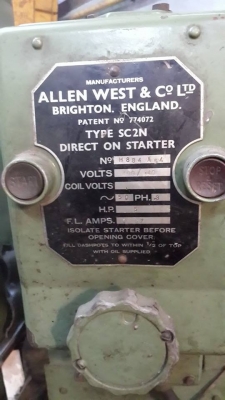 MANUFACTURERS
ALLEN WEST & Co LTD
BRIGHTON, ENGLAND.
PATENT No 774072
TYPE SC2N
DIRECT ON STARTER
No
VOLTS
COIL VOLTS
~ PH.
H.P.
F.L. AMPS.
ISOLATE STARTER BEFORE
OPENING COVER
FILL DASHPOTS TO WITHIN 1/2 OF TOP
WITH OIL SUPPLIED